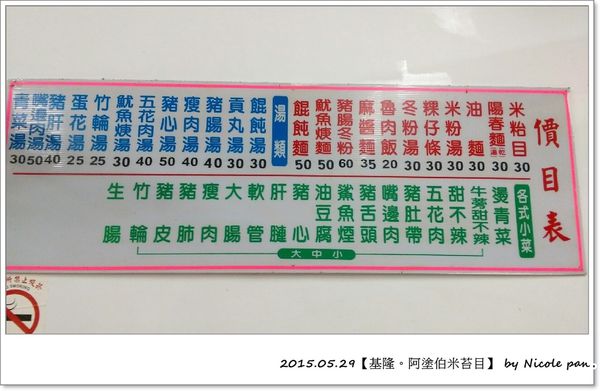 價目表
米粉目 30
陽春麵 湯乾 30
油麵 30
米粉湯 30
粿仔條 30
冬粉湯 30
魯肉飯 20
麻醬麵 35
豬腸冬粉 60
魷魚焿麵 50
餛飩麵 50
湯類
餛飩湯 30
貢丸湯 30
豬腸湯 40
瘦肉湯 40
豬心湯 40
五花肉湯 40
魷魚焿湯 30
竹輪湯 25
蛋花湯 25
豬肝湯 40
嘴邊肉湯 50
青菜湯 30
各式小菜
燙青菜
牛蒡甜不辣
甜不辣
五花肉
豬肚帶
嘴邊肉
豬舌頭
鯊魚煙
油豆腐
豬心
肝腱
軟管
大腸
瘦肉
豬肺
豬皮
竹輪
生腸
大中小
SMOKING
2015.05.29【基隆。阿塗伯米苔目】 by Nicole pan.